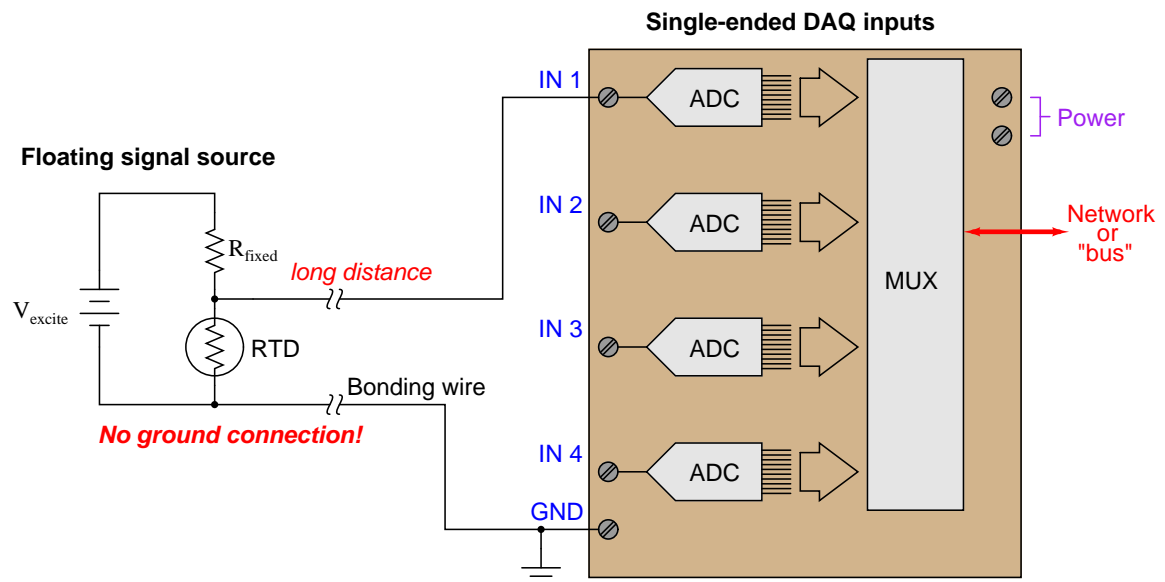 Single-ended DAQ inputs
IN 1
ADC
Power
Floating signal source
IN 2
ADC
Network
or
"bus"
Rfixed
long distance
MUX
Vexcite
IN 3
ADC
RTD
Bonding wire
No ground connection!
IN 4
ADC
GND